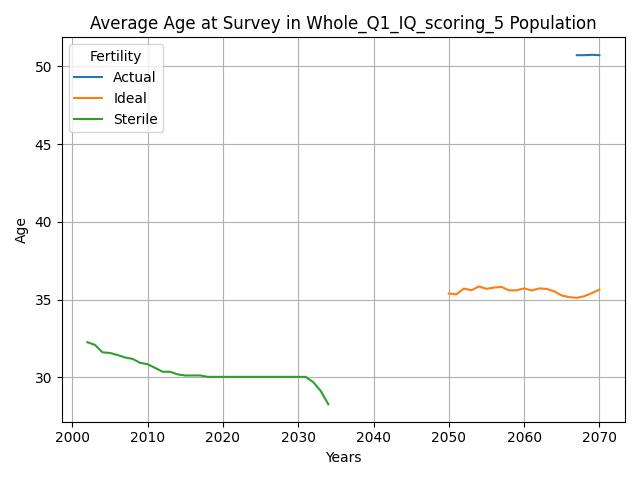 Average Age at Survey in Whole_Q1_IQ_scoring_5 Population
Fertility
Actual
Ideal
Sterile
50
45
40
35
30
Age
2000 2010 2020 2030 2040 2050 2060 2070
Years